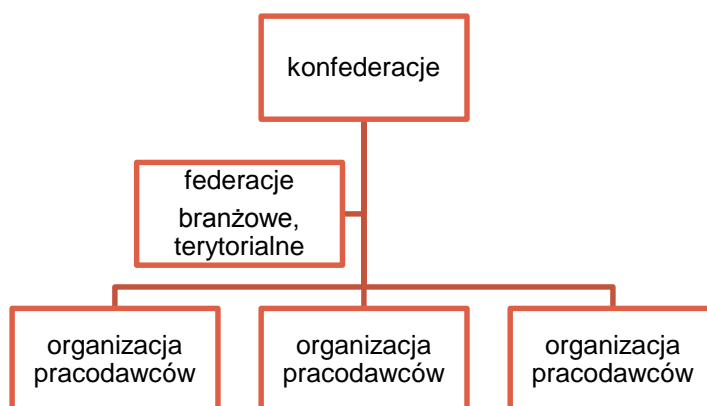 konfederacje
federacje
branżowe,
terytorialne
organizacja
pracodawców
organizacja
pracodawców
organizacja
pracodawców